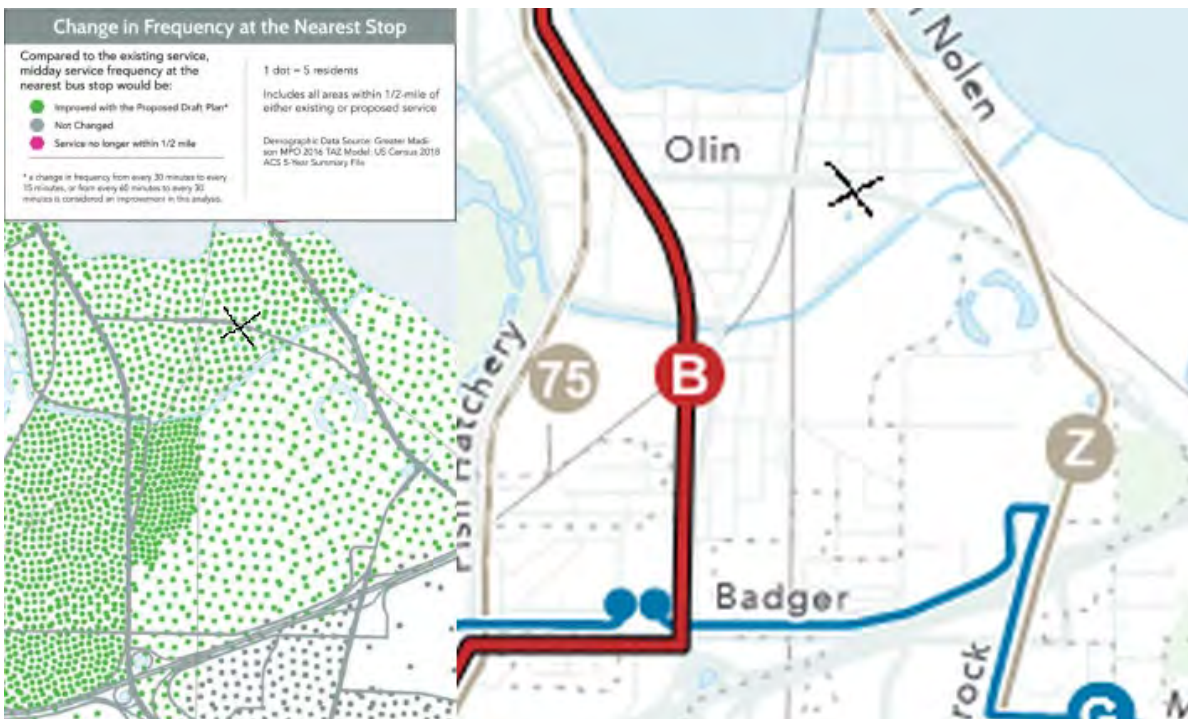 Change in Frequency at the Nearest Stop
Compared to the existing service,
midday service frequency at the
nearest bus stop would be:
Improved with the Proposed Draft Plan*
Not Changed
Service no longer within 1/2 mile
* a change in frequency from every 30 minutes to every
15 minutes, or from every 60 minutes to every 30
minutes is considered an improvement in this analysis.
1 dot = 5 residents
Includes all areas within 1/2-mile of
either existing or proposed service
Demographic Data Source: Greater Madi-
son MPO 2016 TAZ Model; US Census 2018
ACS 5-Year Summary File
Nolen
Olin
Fish Hatchery
75
B
Z
Badger
rock
G
M